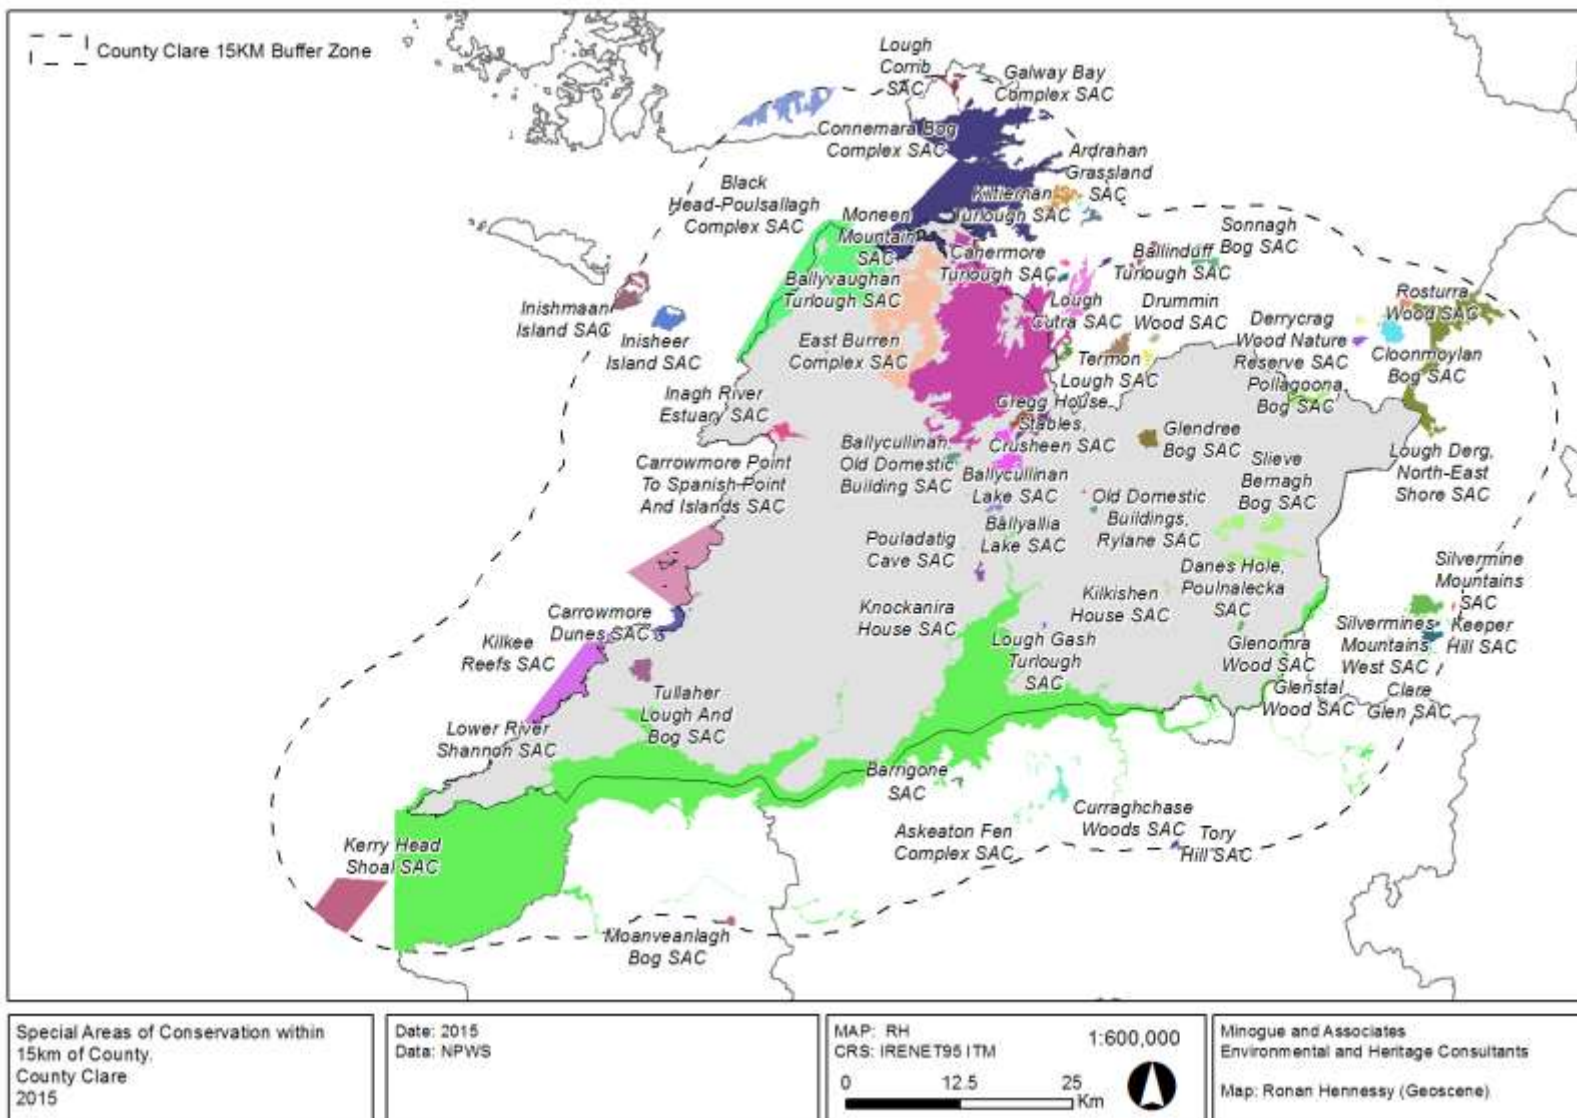 County Clare 15KM Buffer Zone
Lough
Corrib
SAC
Galway Bay
Complex SAC
Connemara Bog
Complex SAC
Ardrahan
Grassland
SAC
Black
Head-Poulsallagh
Complex SAC
Kiltiernan
Turlough SAC
Moneen
Mountain
SAC
Sonnagh
Bog SAC
Cahermore
Turlough SAC
Ballinduff
Turlough SAC
Ballyvaughan
Turlough SAC
Inishmaan
Island SAC
Inisheer
Island SAC
Lough
Cutra SAC
Drummin
Wood SAC
Rosturra
Wood SAC
Derrycrag
Wood Nature
Reserve SAC
Cloonmoylan
Bog SAC
East Burren
Complex SAC
Termon
Lough SAC
Pollagoona
Bog SAC
Inagh River
Estuary SAC
Gregg House
Stables,
Crusheen SAC
Glendree
Bog SAC
Ballycullinan,
Old Domestic
Building SAC
Lough Derg,
North-East
Shore SAC
Carrowmore Point
To Spanish-Point
And Islands SAC
Slieve
Bernagh
Bog SAC
Ballycullinan
Lake SAC
Old Domestic
Buildings,
Rylane SAC
Ballyallia
Lake SAC
Pouladatig
Cave SAC
Danes Hole,
Poulnalecka
SAC
Silvermine
Mountains
SAC
Carrowmore
Dunes SAC
Knockanira
House SAC
Kilkishen
House SAC
Kilkee
Reefs SAC
Lough Gash
Turlough
SAC
Glenomra
Wood SAC
Silvermines
Mountains
West SAC
Keeper
Hill SAC
Tullaher
Lough And
Bog SAC
Glenstal
Wood SAC
Clare
Glen SAC
Lower River
Shannon SAC
Barrigone
SAC
Curraghchase
Woods SAC
Askeaton Fen
Complex SAC
Tory
Hill SAC
Kerry Head
Shoal SAC
Moanveanlagh
Bog SAC
Special Areas of Conservation within
15km of County.
County Clare
2015
Date: 2015
Data: NPWS
MAP: RH
CRS: IRENET95 ITM
1:600,000
0 12.5 25
Km
Minogue and Associates
Environmental and Heritage Consultants
Map: Ronan Hennessy (Geoscene)